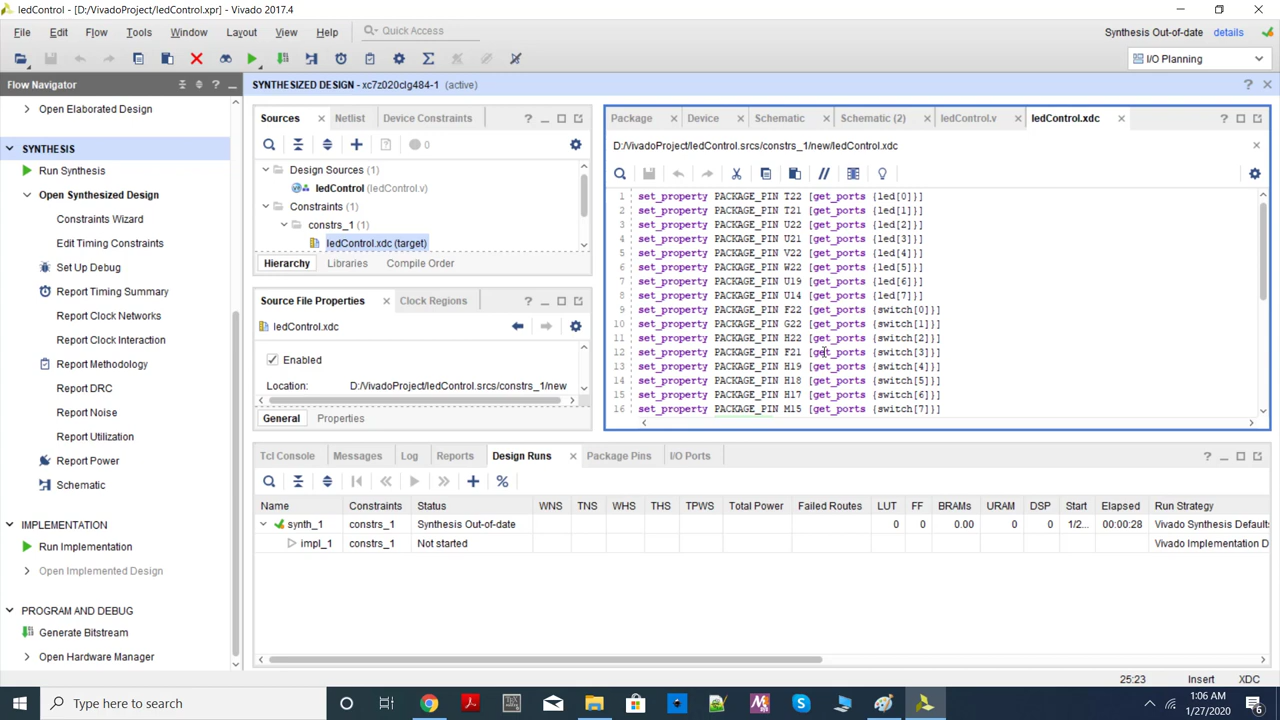 ledControl - [D:/VivadoProject/ledControl.xpr] - Vivado 2017.4
File Edit Flow Tools Window Layout View Help Quick Access
Synthesis Out-of-date details
I/O Planning
Flow Navigator
SYNTHESIZED DESIGN - xc7z020clg484-1 (active)
Open Elaborated Design
SYNTHESIS
Run Synthesis
Open Synthesized Design
Constraints Wizard
Edit Timing Constraints
Set Up Debug
Report Timing Summary
Report Clock Networks
Report Clock Interaction
Report Methodology
Report DRC
Report Noise
Report Utilization
Report Power
Schematic
IMPLEMENTATION
Run Implementation
Open Implemented Design
PROGRAM AND DEBUG
Generate Bitstream
Open Hardware Manager
Sources Netlist Device Constraints
0
Design Sources (1)
ledControl (ledControl.v)
Constraints (1)
constrs_1 (1)
ledControl.xdc (target)
Hierarchy Libraries Compile Order
Source File Properties Clock Regions
ledControl.xdc
Enabled
Location: D:/VivadoProject/ledControl.srcs/constrs_1/new
General Properties
Package Device Schematic Schematic (2) ledControl.v ledControl.xdc
D:/VivadoProject/ledControl.srcs/constrs_1/new/ledControl.xdc
1 set_property PACKAGE_PIN T22 [get_ports {led[0]}]
2 set_property PACKAGE_PIN T21 [get_ports {led[1]}]
3 set_property PACKAGE_PIN U22 [get_ports {led[2]}]
4 set_property PACKAGE_PIN U21 [get_ports {led[3]}]
5 set_property PACKAGE_PIN V22 [get_ports {led[4]}]
6 set_property PACKAGE_PIN W22 [get_ports {led[5]}]
7 set_property PACKAGE_PIN U19 [get_ports {led[6]}]
8 set_property PACKAGE_PIN U14 [get_ports {led[7]}]
9 set_property PACKAGE_PIN F22 [get_ports {switch[0]}]
10 set_property PACKAGE_PIN G22 [get_ports {switch[1]}]
11 set_property PACKAGE_PIN H22 [get_ports {switch[2]}]
12 set_property PACKAGE_PIN F21 [get_ports {switch[3]}]
13 set_property PACKAGE_PIN H19 [get_ports {switch[4]}]
14 set_property PACKAGE_PIN H18 [get_ports {switch[5]}]
15 set_property PACKAGE_PIN H17 [get_ports {switch[6]}]
16 set_property PACKAGE_PIN M15 [get_ports {switch[7]}]
Tcl Console Messages Log Reports Design Runs Package Pins I/O Ports
Name Constraints Status WNS TNS WHS THS TPWS Total Power Failed Routes LUT FF BRAMs URAM DSP Start Elapsed Run Strategy
synth_1 constrs_1 Synthesis Out-of-date 0 0 0.00 0 0 1/2... 00:00:28 Vivado Synthesis Defaults
impl_1 constrs_1 Not started Vivado Implementation D
25:23 Insert XDC
Type here to search
1:06 AM
1/27/2020
6